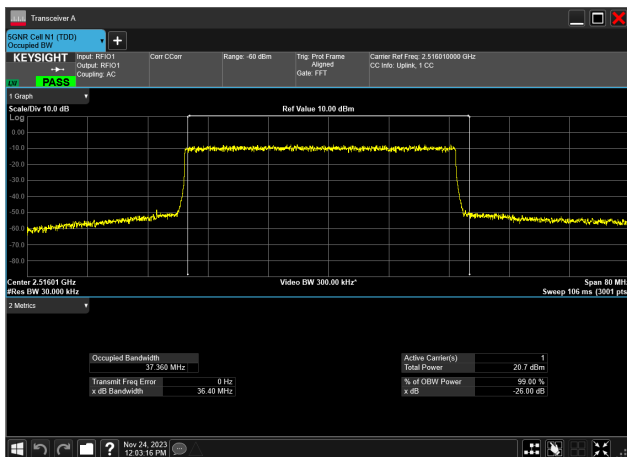 Transceiver A
5GNR Cell N1 (TDD)
Occupied BW
+
KEYSIGHT
LV
PASS
Input: RFIO1
Output: RFIO1
Coupling: AC
Corr CCorr
Range: -60 dBm
Trig: Prot Frame
Aligned
Gate: FFT
Carrier Ref Freq: 2.516010000 GHz
CC Info: Uplink, 1 CC
1 Graph
Scale/Div 10.0 dB
Ref Value 10.00 dBm
Log
0.00
-10.0
-20.0
-30.0
-40.0
-50.0
-60.0
-70.0
-80.0
Center 2.51601 GHz
Video BW 300.00 kHz*
Span 80 MHz
#Res BW 30.000 kHz
Sweep 106 ms (3001 pts
2 Metrics
Occupied Bandwidth
37.360 MHz
Transmit Freq Error 0 Hz
x dB Bandwidth 36.40 MHz
Active Carrier(s) 1
Total Power 20.7 dBm
% of OBW Power 99.00 %
x dB -26.00 dB
?
Nov 24, 2023
12:03:16 PM